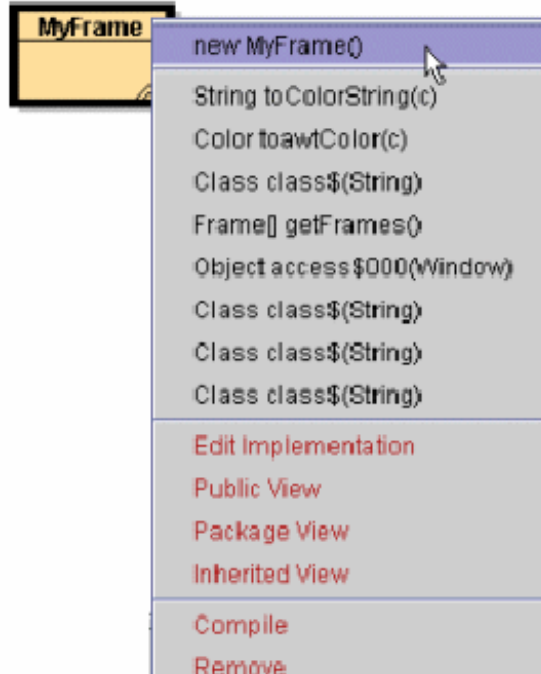 MyFrame
new MyFrame()
String toColorString(c)
Color toawtColor(c)
Class class$(String)
Frame[] getFrames()
Object access$000(Window)
Class class$(String)
Class class$(String)
Class class$(String)
Edit Implementation
Public View
Package View
Inherited View
Compile
Remove